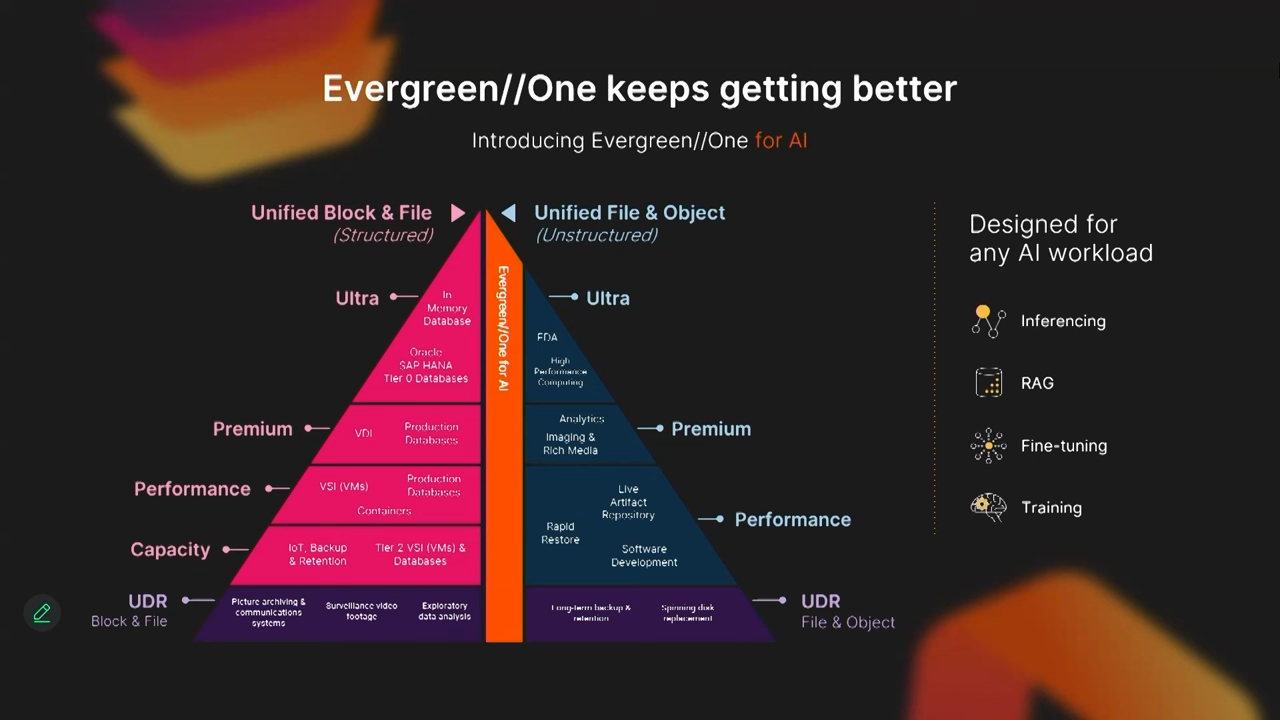 Evergreen//One keeps getting better
Introducing Evergreen//One for AI
Unified Block & File
(Structured)
Unified File & Object
(Unstructured)
Evergreen//One for AI
Ultra
In
Memory
Database
Oracle
SAP HANA
Tier 0 Databases
Premium
VDI
Production
Databases
Performance
VSI (VMs)
Production
Databases
Containers
Capacity
IoT, Backup
& Retention
Tier 2 VSI (VMs) &
Databases
UDR
Block & File
Picture archiving &
communications
systems
Surveillance video
footage
Exploratory
data analysis
Ultra
EDA
High
Performance
Computing
Premium
Analytics
Imaging &
Rich Media
Performance
Live
Artifact
Repository
Rapid
Restore
Software
Development
UDR
File & Object
Long-term backup &
retention
Spinning disk
replacement
Designed for
any AI workload
Inferencing
RAG
Fine-tuning
Training